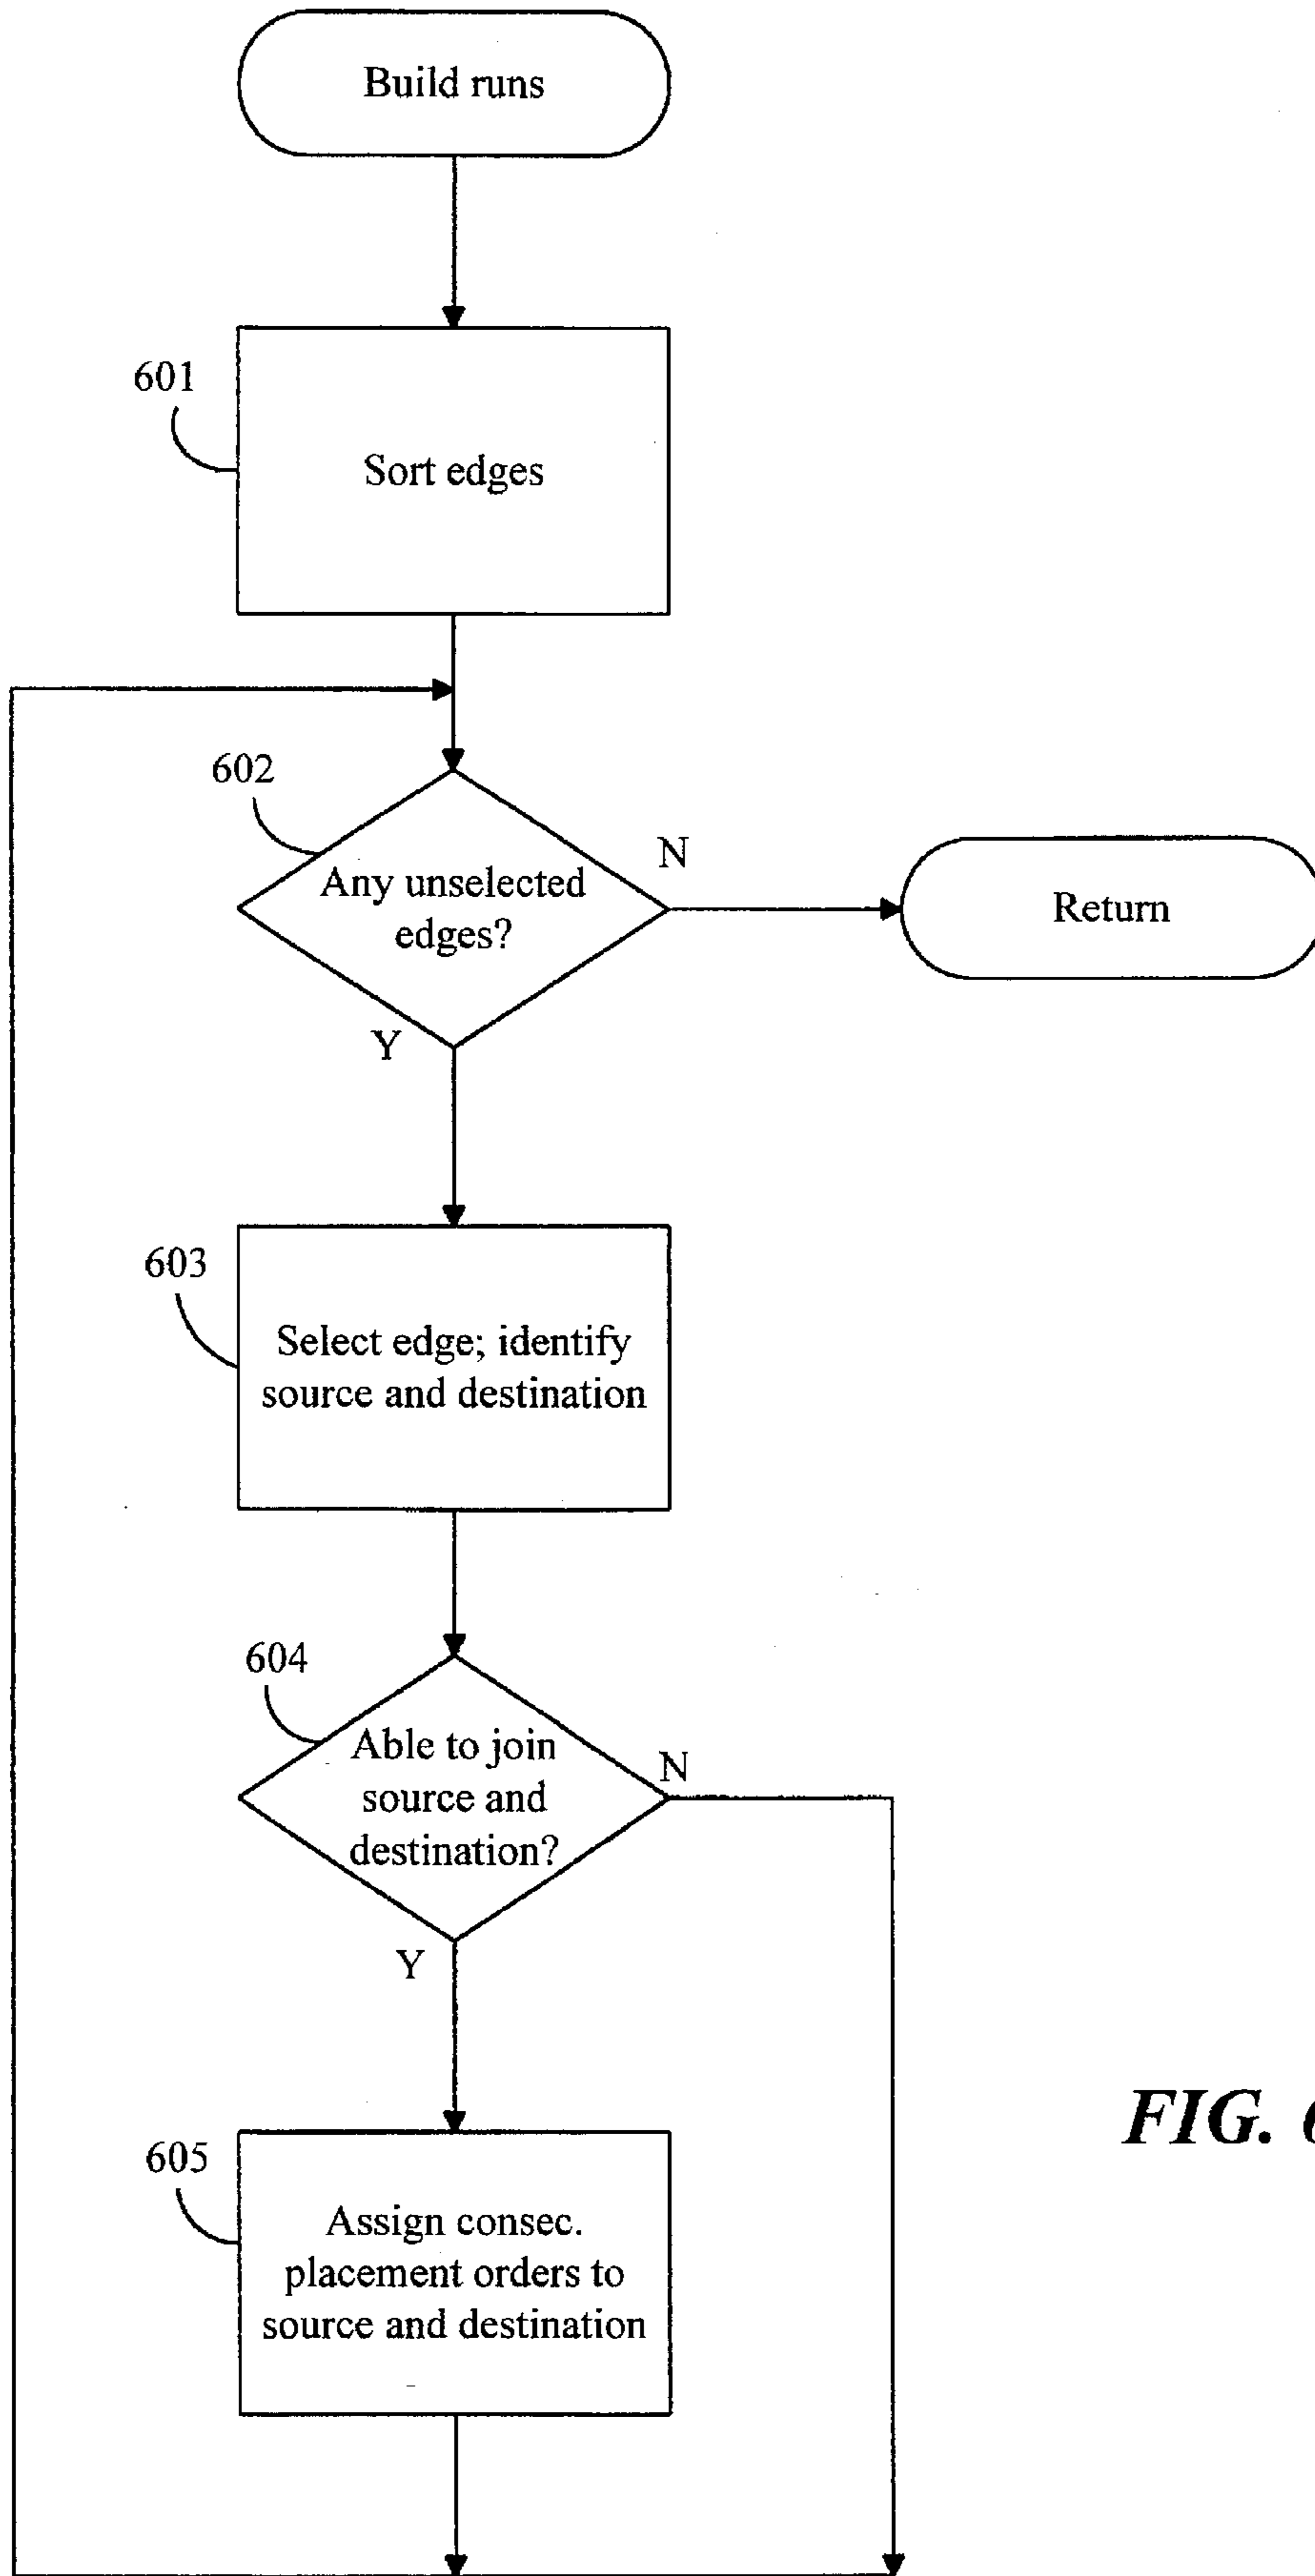 Build runs
601
Sort edges
602
Any unselected
edges?
N
Return
Y
603
Select edge; identify
source and destination
604
Able to join
source and
destination?
N
Y
605
Assign consec.
placement orders to
source and destination
FIG.